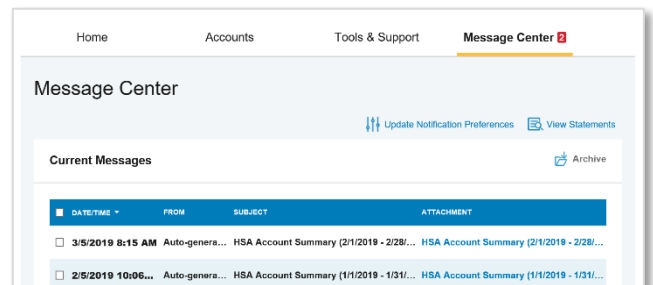 Home Accounts Tools & Support Message Center 2
Message Center
Update Notification Preferences View Statements
Current Messages Archive
DATE/TIME FROM SUBJECT ATTACHMENT
3/5/2019 8:15 AM Auto-genera... HSA Account Summary (2/1/2019 - 2/28/... HSA Account Summary (2/1/2019 - 2/28/...
2/5/2019 10:06... Auto-genera... HSA Account Summary (1/1/2019 - 1/31/... HSA Account Summary (1/1/2019 - 1/31/...